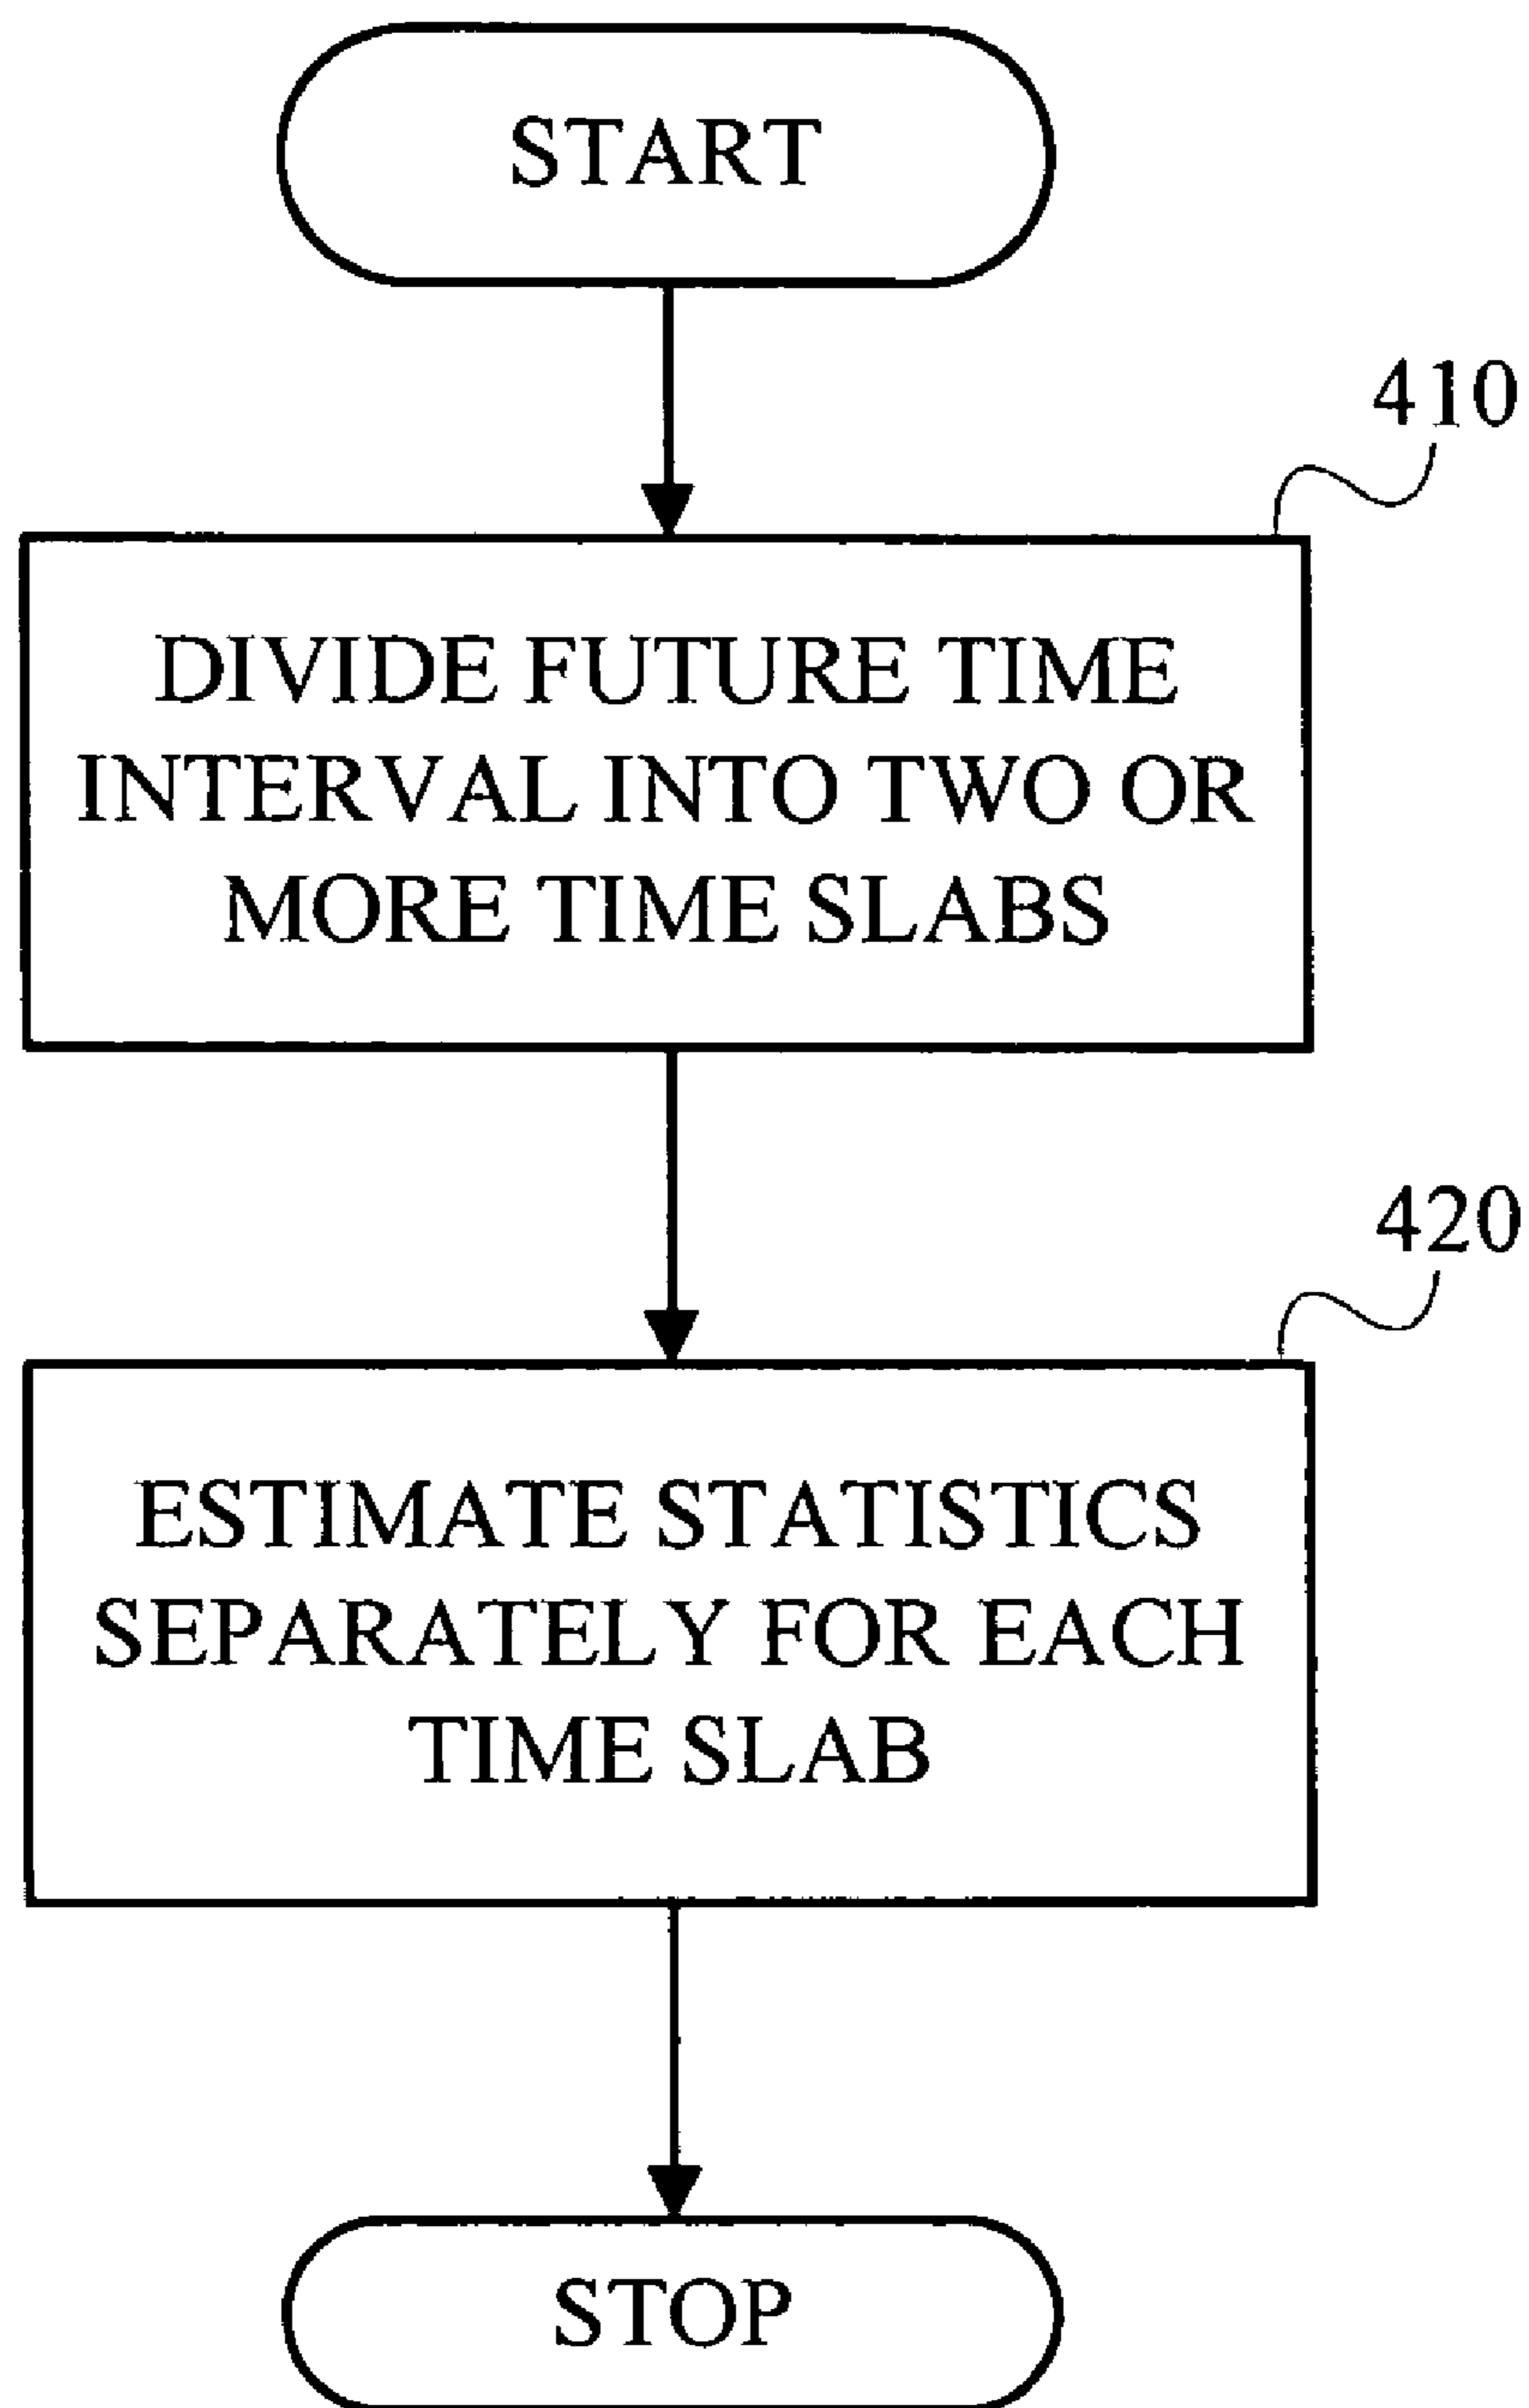 START
410
DIVIDE FUTURE TIME
INTERVAL INTO TWO OR
MORE TIME SLABS
420
ESTIMATE STATISTICS
SEPARATELY FOR EACH
TIME SLAB
STOP